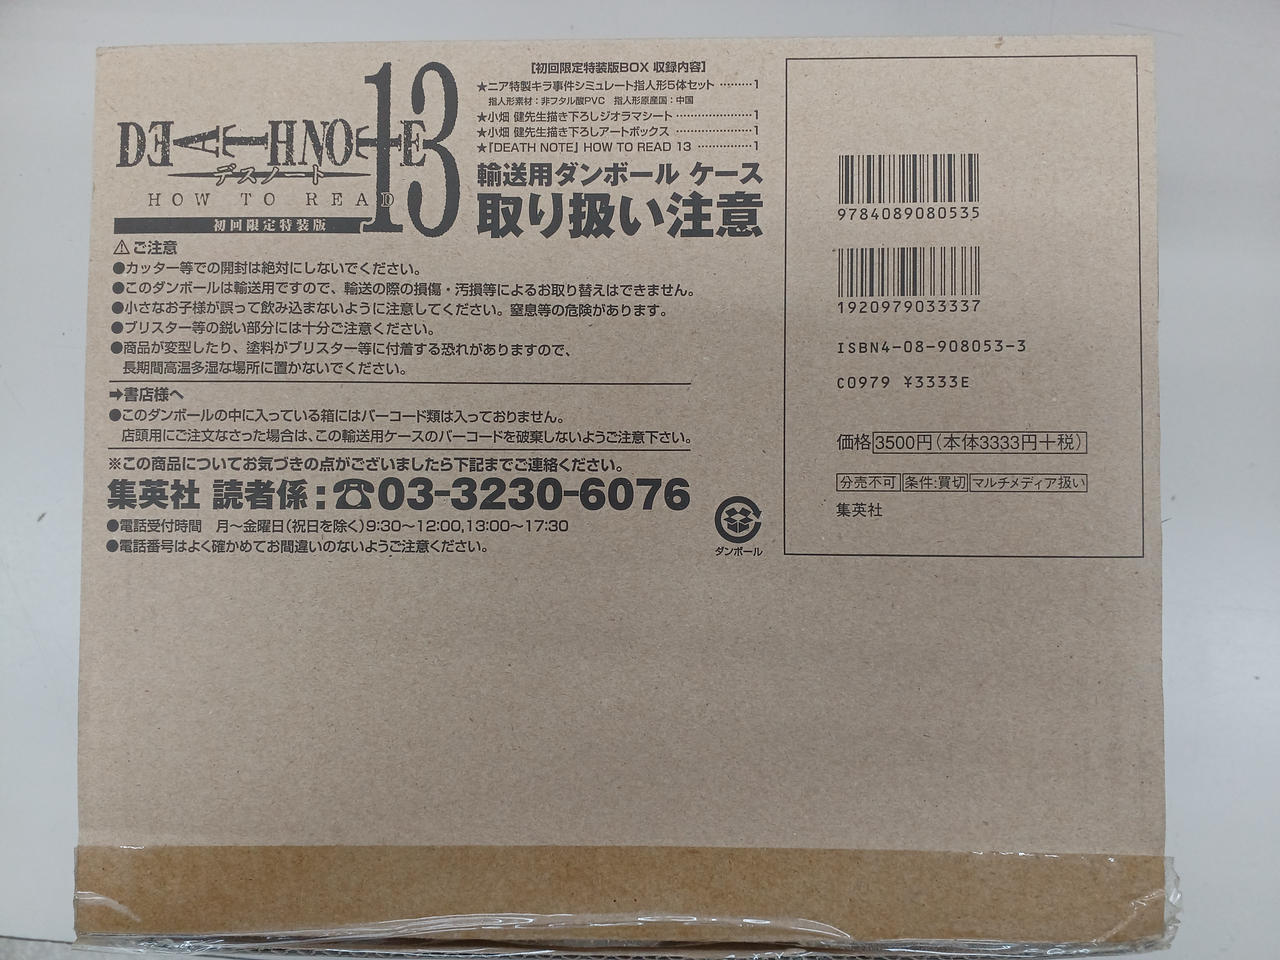 DEATH NOTE
デスノート
HOW TO READ
13
初回限定特装版
【初回限定特装版BOX 収録内容】
★ニア特製キラ事件シミュレート指人形5体セット ………1
指人形素材：非フタル酸PVC　指人形原産国：中国
★小畑 健先生描き下ろしジオラマシート ……………………1
★小畑 健先生描き下ろしアートボックス ……………………1
★「DEATH NOTE」HOW TO READ 13 ………………1
輸送用ダンボール ケース
取り扱い注意
⚠ご注意
●カッター等での開封は絶対にしないでください。
●このダンボールは輸送用ですので、輸送の際の損傷・汚損等によるお取り替えはできません。
●小さなお子様が誤って飲み込まないように注意してください。窒息等の危険があります。
●ブリスター等の鋭い部分には十分ご注意ください。
●商品が変型したり、塗料がブリスター等に付着する恐れがありますので、
長期間高温多湿な場所に置かないでください。
➡書店様へ
●このダンボールの中に入っている箱にはバーコード類は入っておりません。
店頭用にご注文なさった場合は、この輸送用ケースのバーコードを破棄しないようご注意下さい。
※この商品についてお気づきの点がございましたら下記までご連絡ください。
集英社 読者係：☎03-3230-6076
●電話受付時間　月〜金曜日（祝日を除く）9:30〜12:00,13:00〜17:30
●電話番号はよく確かめてお間違いのないようご注意ください。
ダンボール
9784089080535
1920979033337
ISBN4-08-908053-3
C0979 ¥3333E
価格 3500円（本体3333円＋税）
分売不可 条件:買切 マルチメディア扱い
集英社